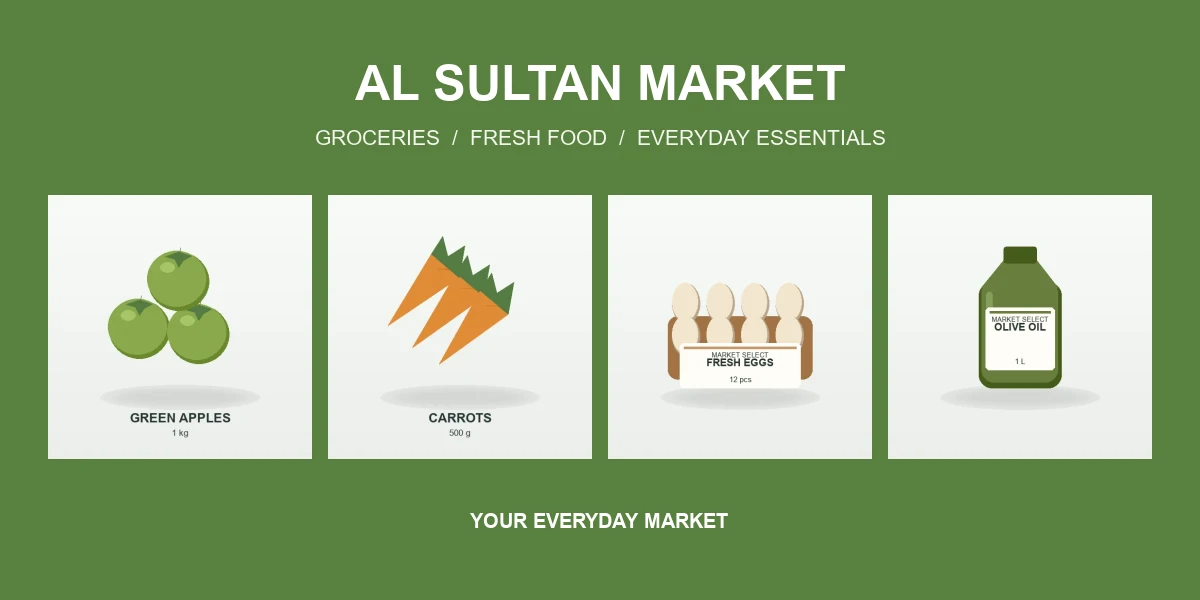 AL SULTAN MARKET
GROCERIES / FRESH FOOD / EVERYDAY ESSENTIALS
GREEN APPLES
1 kg
CARROTS
500 g
MARKET SELECT
FRESH EGGS
12 pcs
MARKET SELECT
OLIVE OIL
1 L
YOUR EVERYDAY MARKET